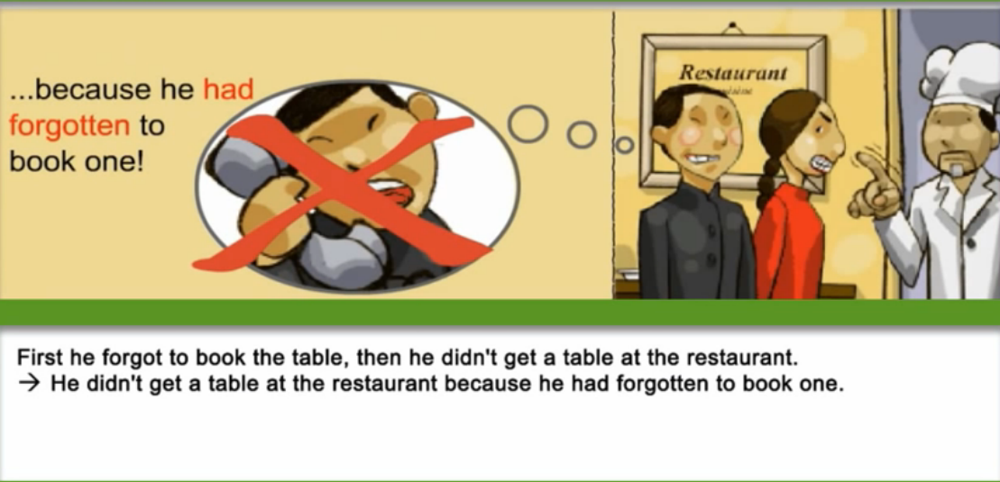 ...because he had
forgotten to
book one!
Restaurant
First he forgot to book the table, then he didn't get a table at the restaurant.
→ He didn't get a table at the restaurant because he had forgotten to book one.